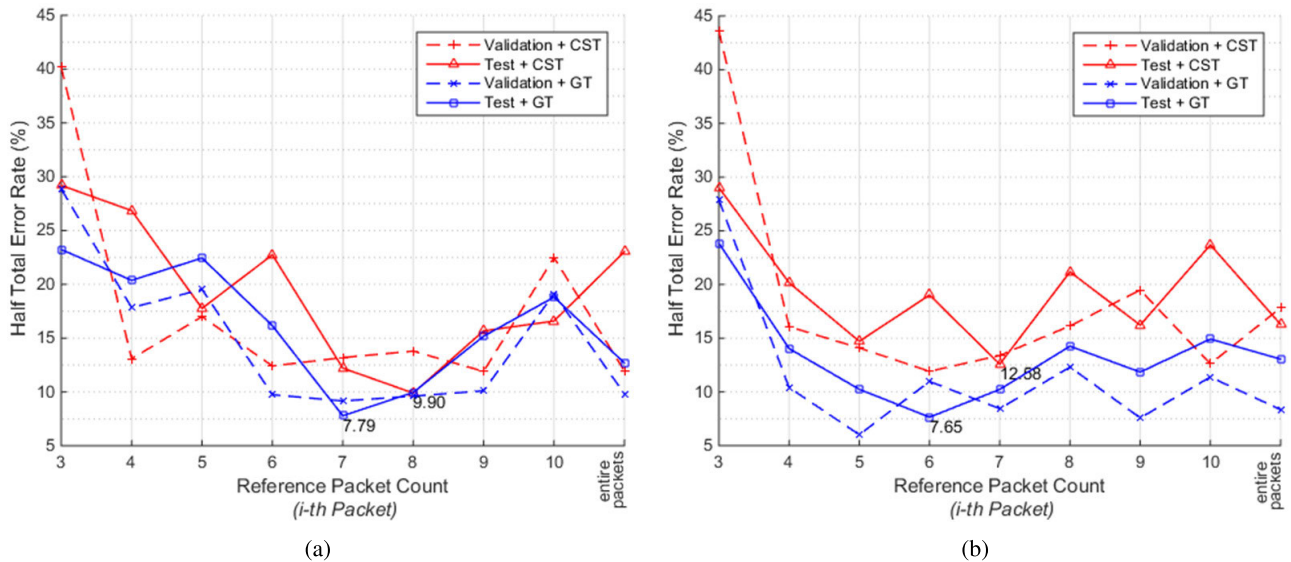 45
40
35
30
25
20
15
10
5
Half Total Error Rate (%)
Validation + CST
Test + CST
Validation + GT
Test + GT
7.79
9.90
3 4 5 6 7 8 9 10
entire
packets
Reference Packet Count
(i-th Packet)
(a)
45
40
35
30
25
20
15
10
5
Half Total Error Rate (%)
Validation + CST
Test + CST
Validation + GT
Test + GT
12.58
7.65
3 4 5 6 7 8 9 10
entire
packets
Reference Packet Count
(i-th Packet)
(b)